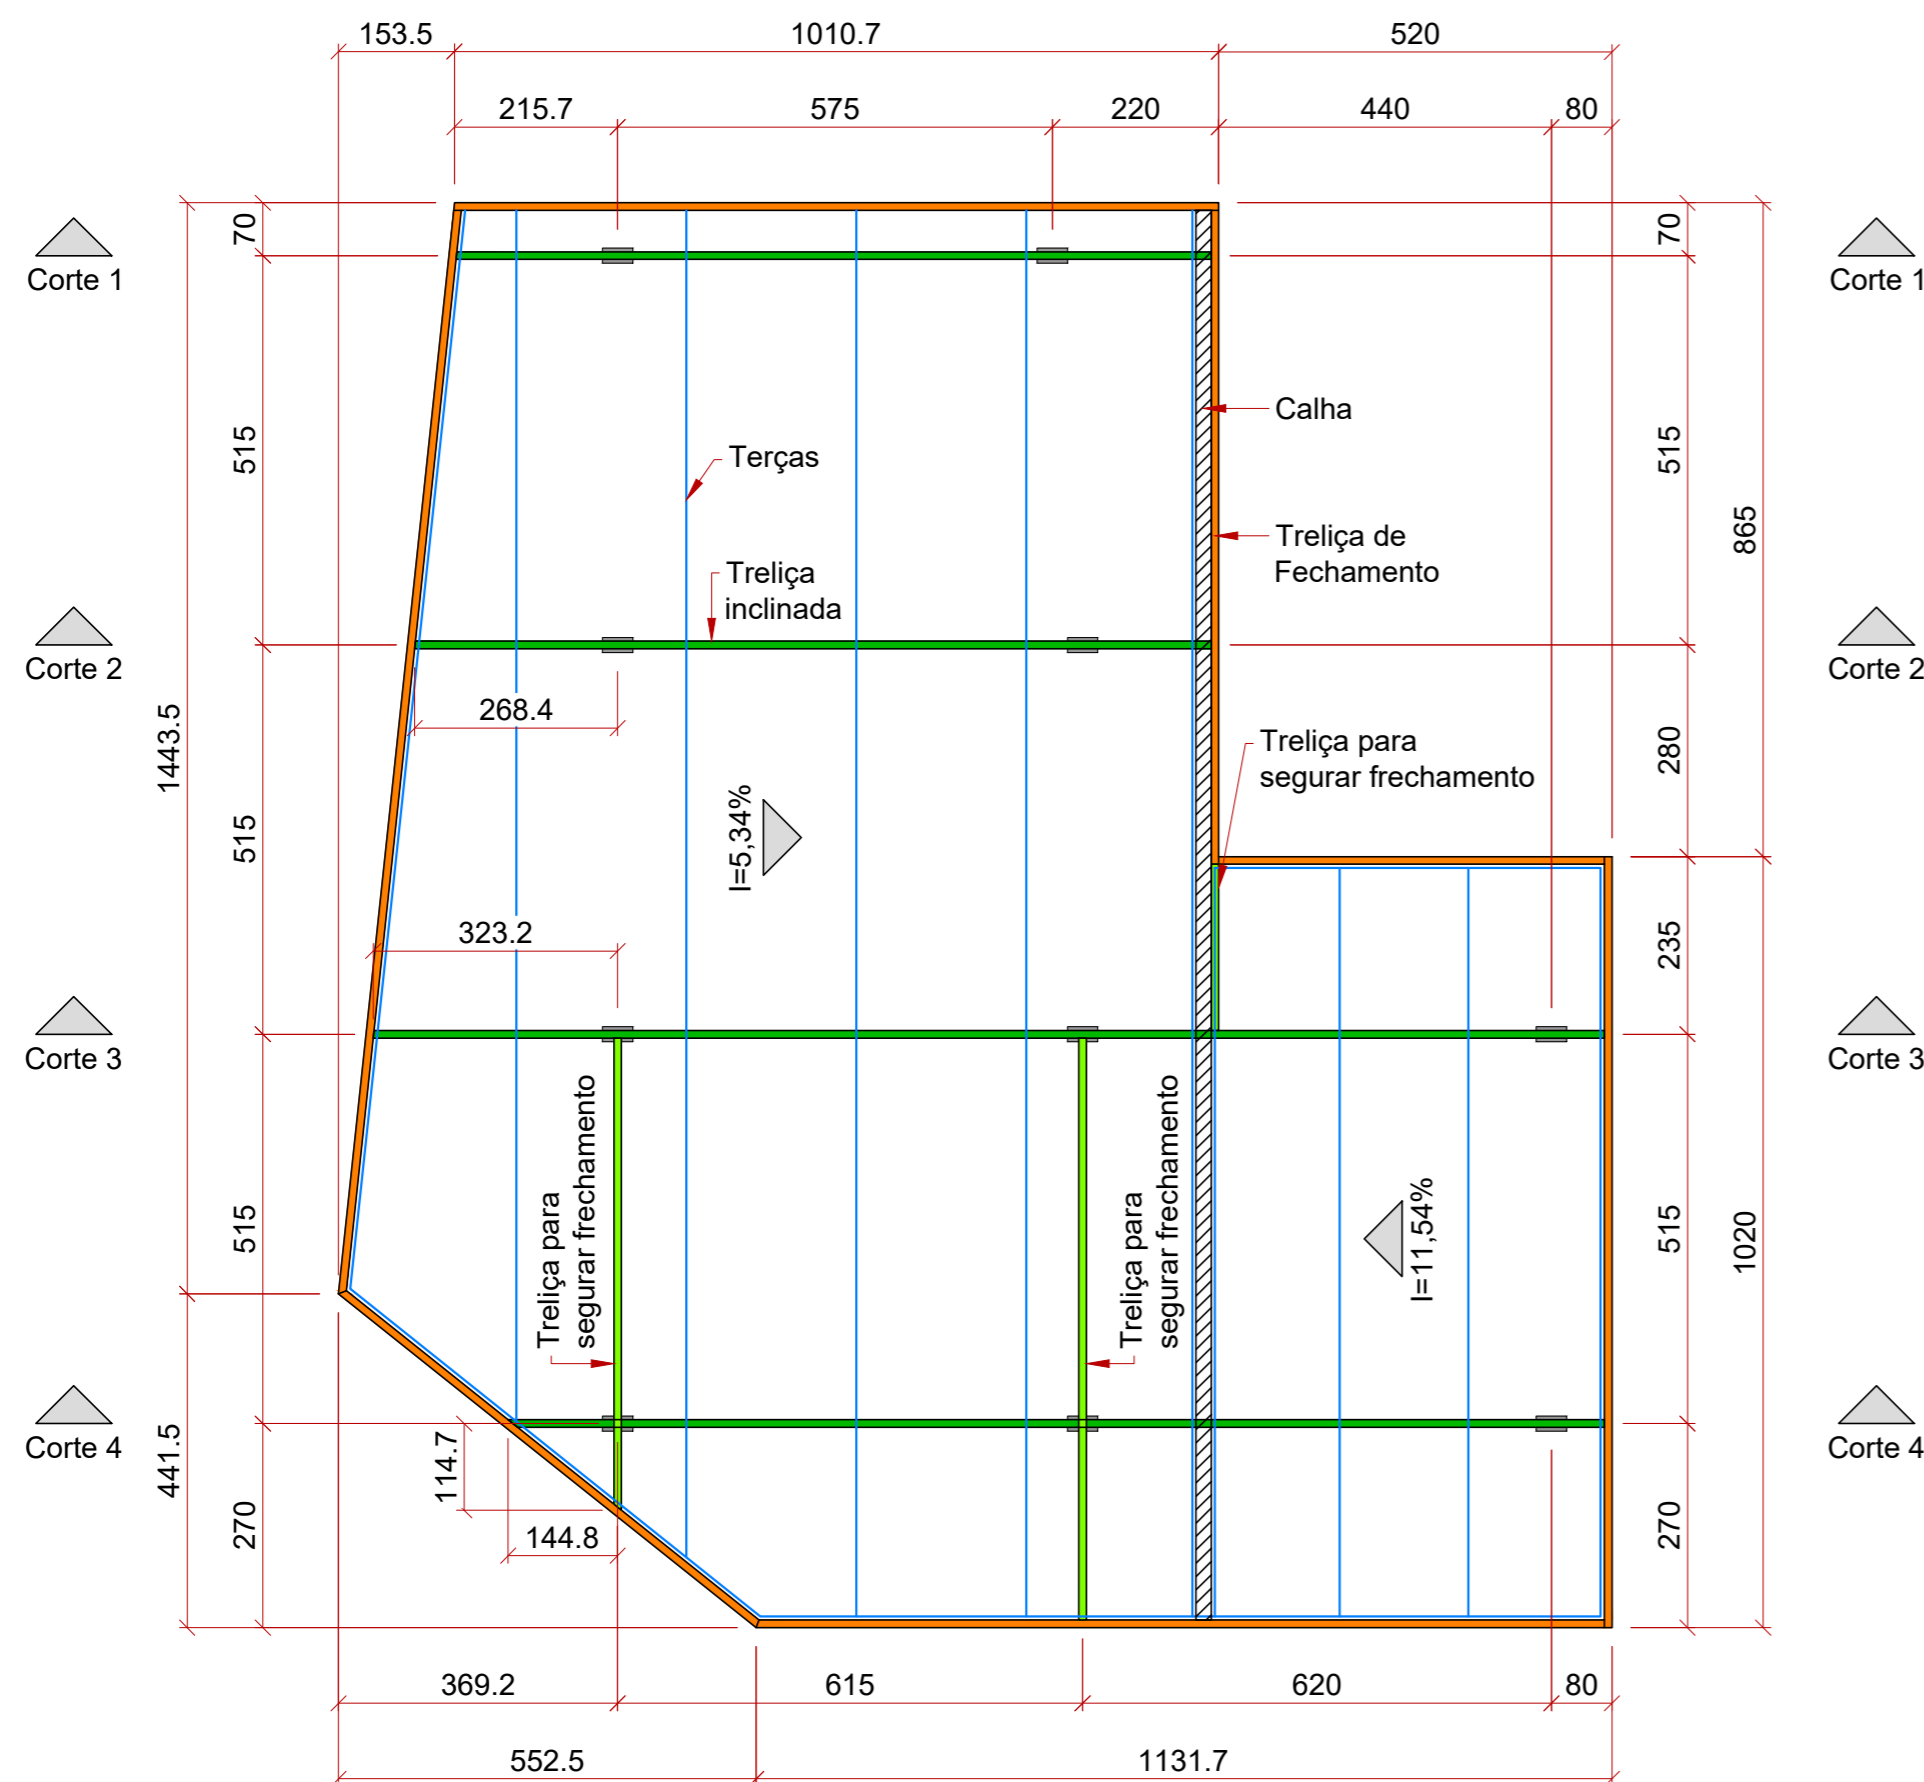 153.5
1010.7
520
215.7
575
220
440
80
70
70
Corte 1
Corte 1
515
Calha
515
Terças
865
Treliça de
Fechamento
Treliça
inclinada
Corte 2
Corte 2
268.4
1443.5
280
Treliça para
segurar frechamento
I=5,34%
515
323.2
235
Corte 3
Corte 3
Treliça para
segurar frechamento
Treliça para
segurar frechamento
515
I=11,54%
515
1020
Corte 4
Corte 4
441.5
114.7
144.8
270
270
369.2
615
620
80
552.5
1131.7